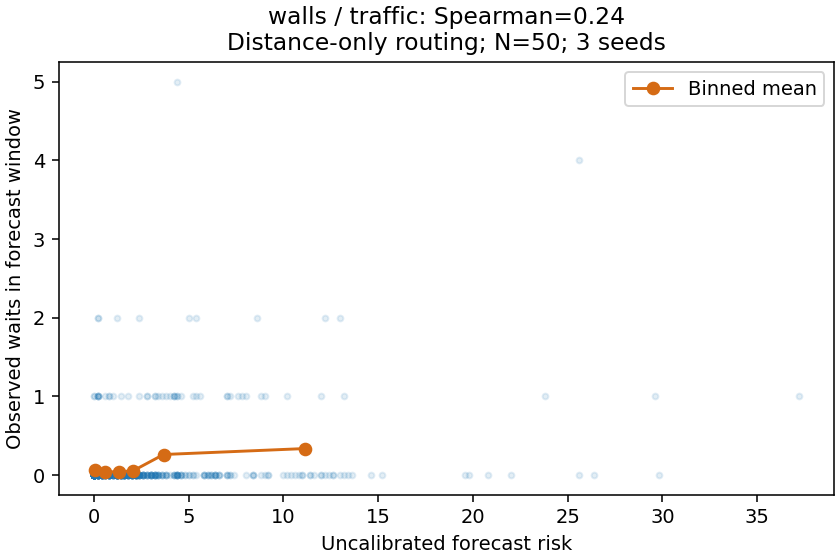 walls / traffic: Spearman=0.24
Distance-only routing; N=50; 3 seeds
Binned mean
Observed waits in forecast window
5
4
3
2
1
0
0 5 10 15 20 25 30 35
Uncalibrated forecast risk